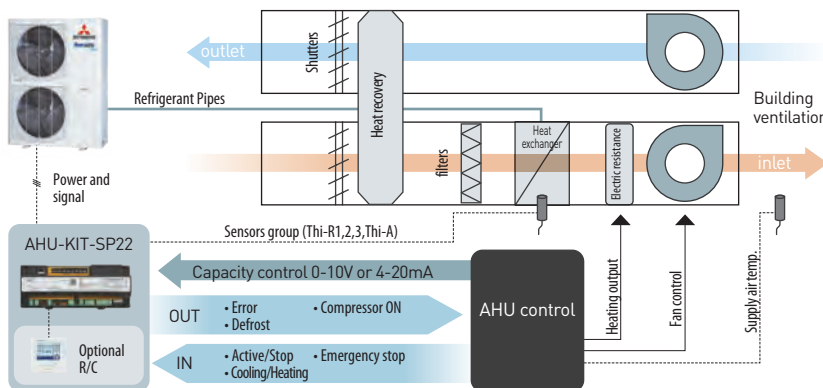 outlet
Shutters
Heat recovery
Refrigerant Pipes
Building
ventilation
filters
Heat
exchanger
Electric resistance
inlet
Power and
signal
Sensors group (Thi-R1,2,3,Thi-A)
AHU-KIT-SP22
Capacity control 0-10V or 4-20mA
AHU control
Heating output
Fan control
Supply air temp.
OUT
• Error
• Compressor ON
• Defrost
IN
• Active/Stop
• Emergency stop
• Cooling/Heating
Optional
R/C